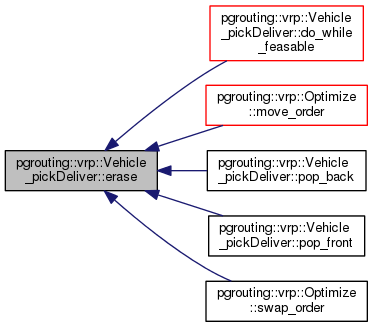 pgrouting::vrp::Vehicle
_pickDeliver::do_while
_feasable
pgrouting::vrp::Optimize
::move_order
pgrouting::vrp::Vehicle
_pickDeliver::erase
pgrouting::vrp::Vehicle
_pickDeliver::pop_back
pgrouting::vrp::Vehicle
_pickDeliver::pop_front
pgrouting::vrp::Optimize
::swap_order